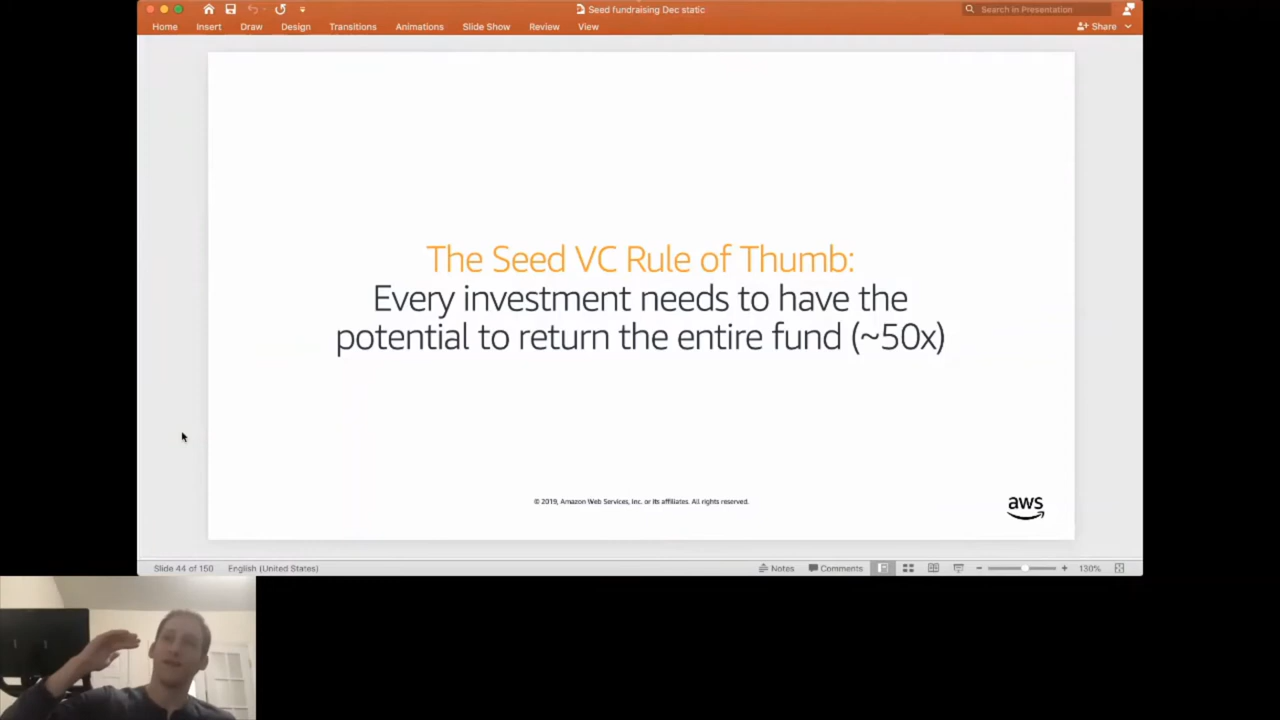 Seed fundraising Dec static
Search in Presentation
Home Insert Draw Design Transitions Animations Slide Show Review View
Share
The Seed VC Rule of Thumb:
Every investment needs to have the
potential to return the entire fund (~50x)
© 2019, Amazon Web Services, Inc. or its affiliates. All rights reserved.
aws
Slide 44 of 150 English (United States) Notes Comments 130%